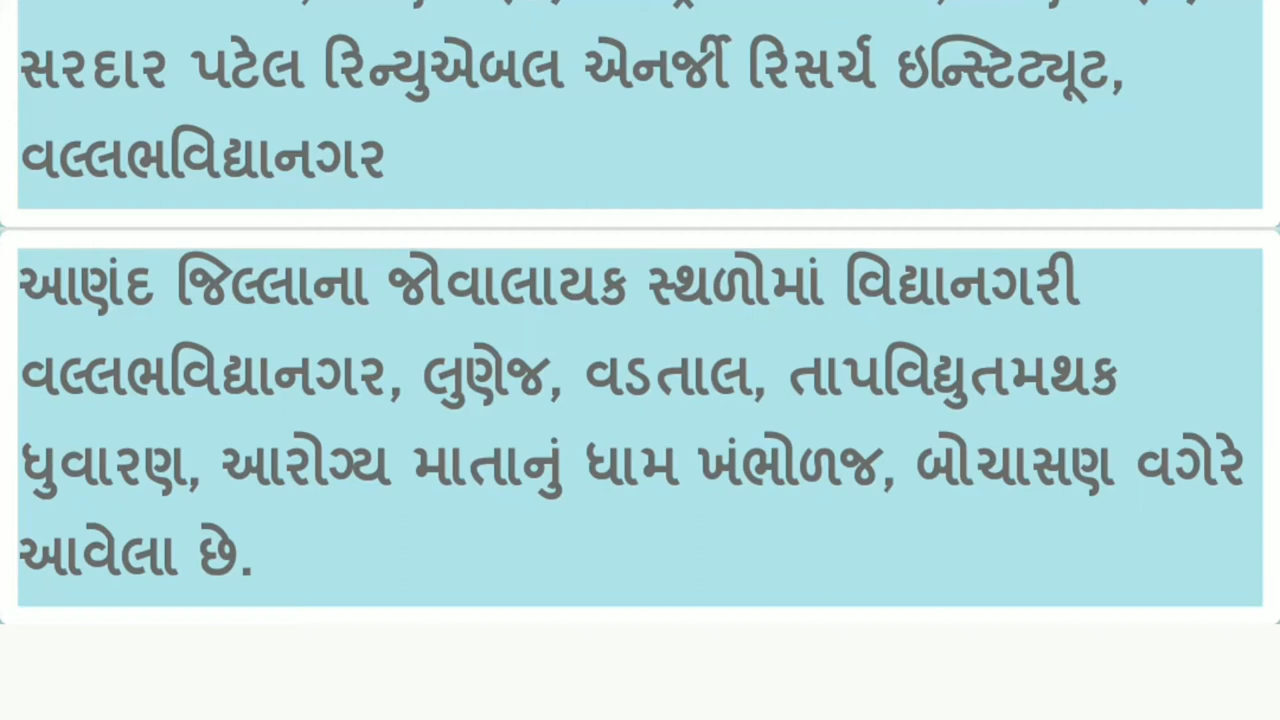 સરદાર પટેલ રિન્યુએબલ એનર્જી રિસર્ચ ઇન્સ્ટિટ્યૂટ,
વલ્લભવિદ્યાનગર
આણંદ જિલ્લાના જોવાલાયક સ્થળોમાં વિદ્યાનગરી
વલ્લભવિદ્યાનગર, લુણેજ, વડતાલ, તાપવિદ્યુતમથક
ધુવારણ, આરોગ્ય માતાનું ધામ ખંભોળજ, બોચાસણ વગેરે
આવેલા છે.